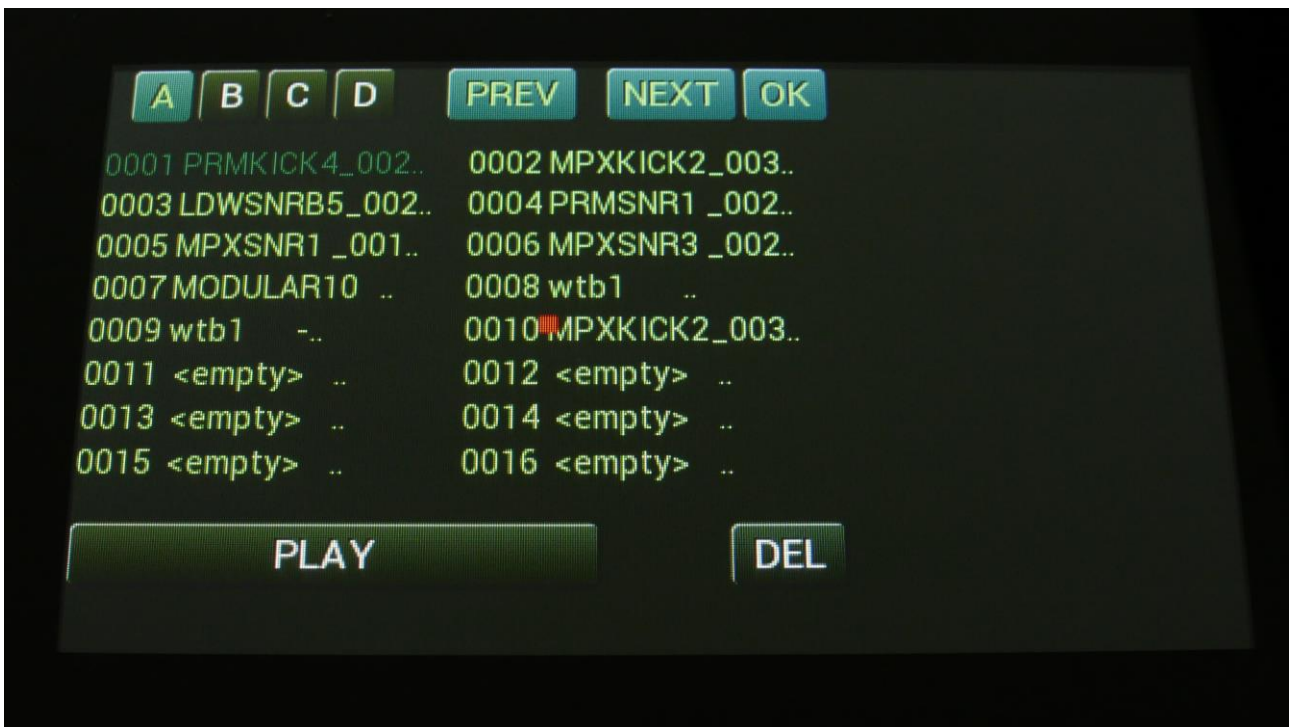 A B C D PREV NEXT OK
0001 PRMKICK4_002.. 0002 MPXKICK2_003..
0003 LDWSNRB5_002.. 0004 PRMSNR1 _002..
0005 MPXSNR1 _001.. 0006 MPXSNR3 _002..
0007 MODULAR10 .. 0008 wtb1 ..
0009 wtb1 -.. 0010 MPXKICK2_003..
0011 <empty> .. 0012 <empty> ..
0013 <empty> .. 0014 <empty> ..
0015 <empty> .. 0016 <empty> ..
PLAY DEL